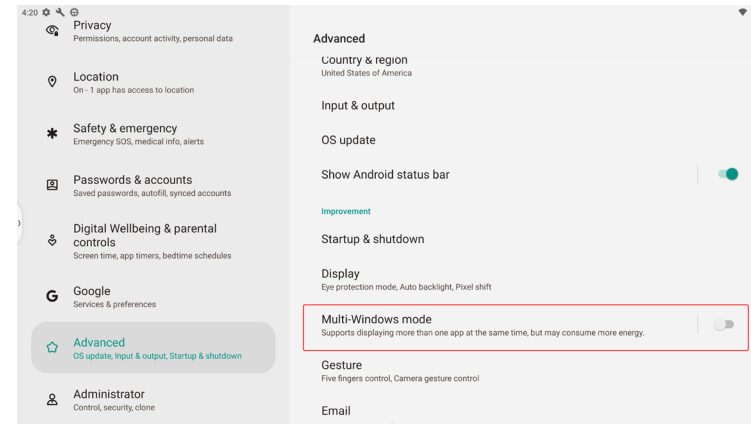 4:20
Privacy
Permissions, account activity, personal data
Location
On - 1 app has access to location
Safety & emergency
Emergency SOS, medical info, alerts
Passwords & accounts
Saved passwords, autofill, synced accounts
Digital Wellbeing & parental
controls
Screen time, app timers, bedtime schedules
Google
Services & preferences
Advanced
OS update, Input & output, Startup & shutdown
Administrator
Control, security, clone
Advanced
Country & region
United States of America
Input & output
OS update
Show Android status bar
Improvement
Startup & shutdown
Display
Eye protection mode, Auto backlight, Pixel shift
Multi-Windows mode
Supports displaying more than one app at the same time, but may consume more energy.
Gesture
Five fingers control, Camera gesture control
Email